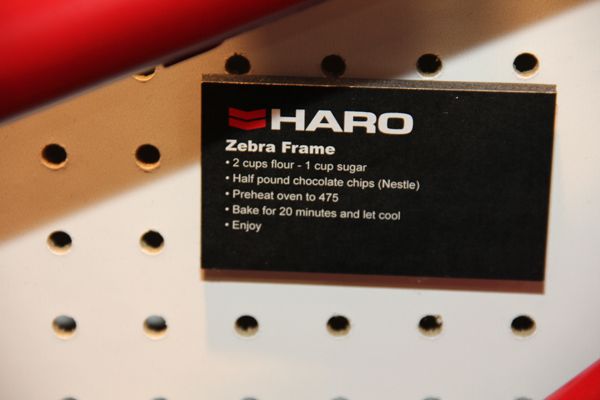 HARO
Zebra Frame
• 2 cups flour - 1 cup sugar
• Half pound chocolate chips (Nestle)
• Preheat oven to 475
• Bake for 20 minutes and let cool
• Enjoy